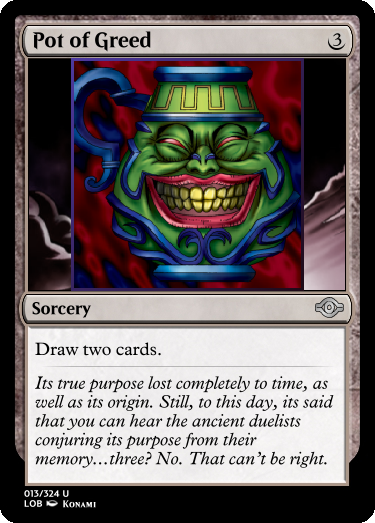 Pot of Greed 3
Sorcery
Draw two cards.
Its true purpose lost completely to time, as
well as its origin. Still, to this day, its said
that you can hear the ancient duelists
conjuring its purpose from their
memory…three? No. That can't be right.
013/324 U
LOB Konami